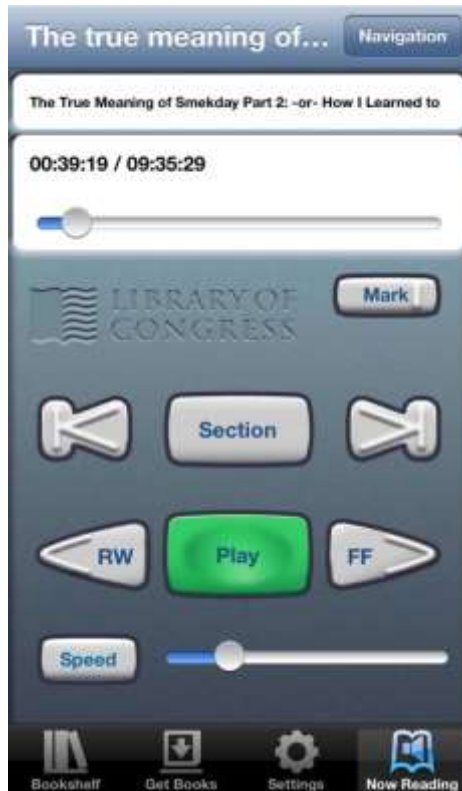 The true meaning of...
Navigation
The True Meaning of Smekday Part 2: -or- How I Learned to
00:39:19 / 09:35:29
LIBRARY OF
CONGRESS
Mark
Section
RW
Play
FF
Speed
Bookshelf
Get Books
Settings
Now Reading